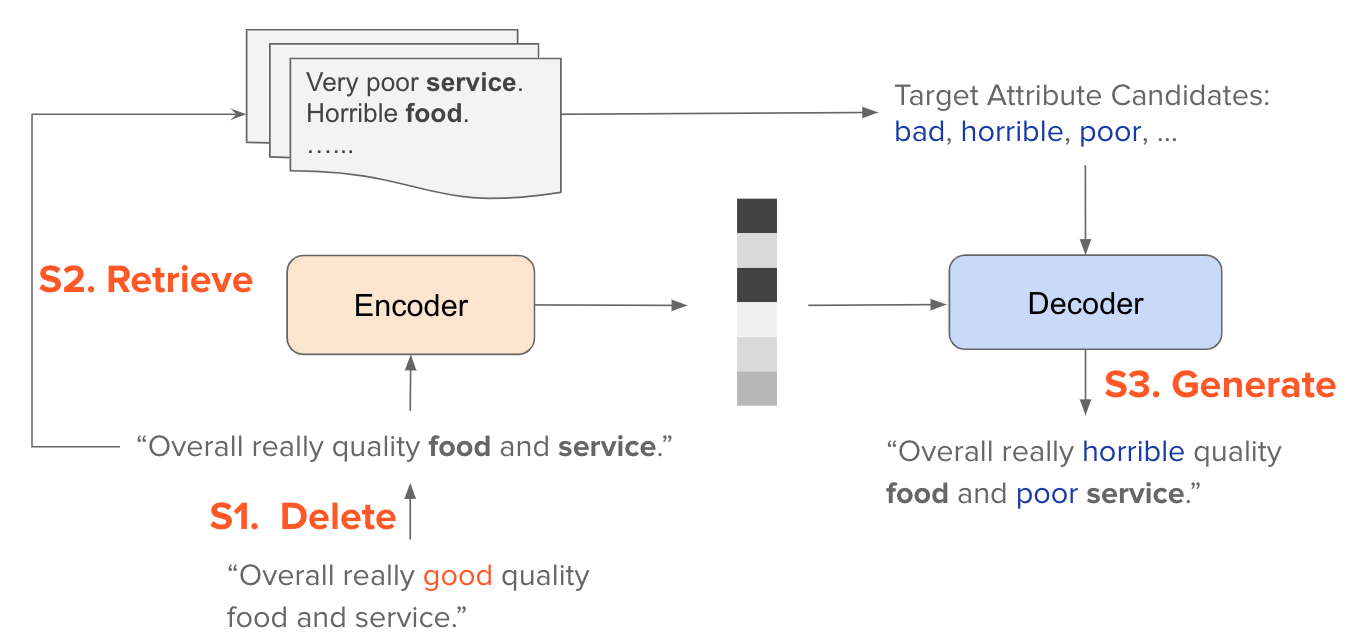 Very poor service.
Horrible food.
…...
Target Attribute Candidates:
bad, horrible, poor, ...
S2. Retrieve
Encoder
Decoder
S3. Generate
“Overall really quality food and service.”
“Overall really horrible quality
food and poor service.”
S1. Delete
“Overall really good quality
food and service.”